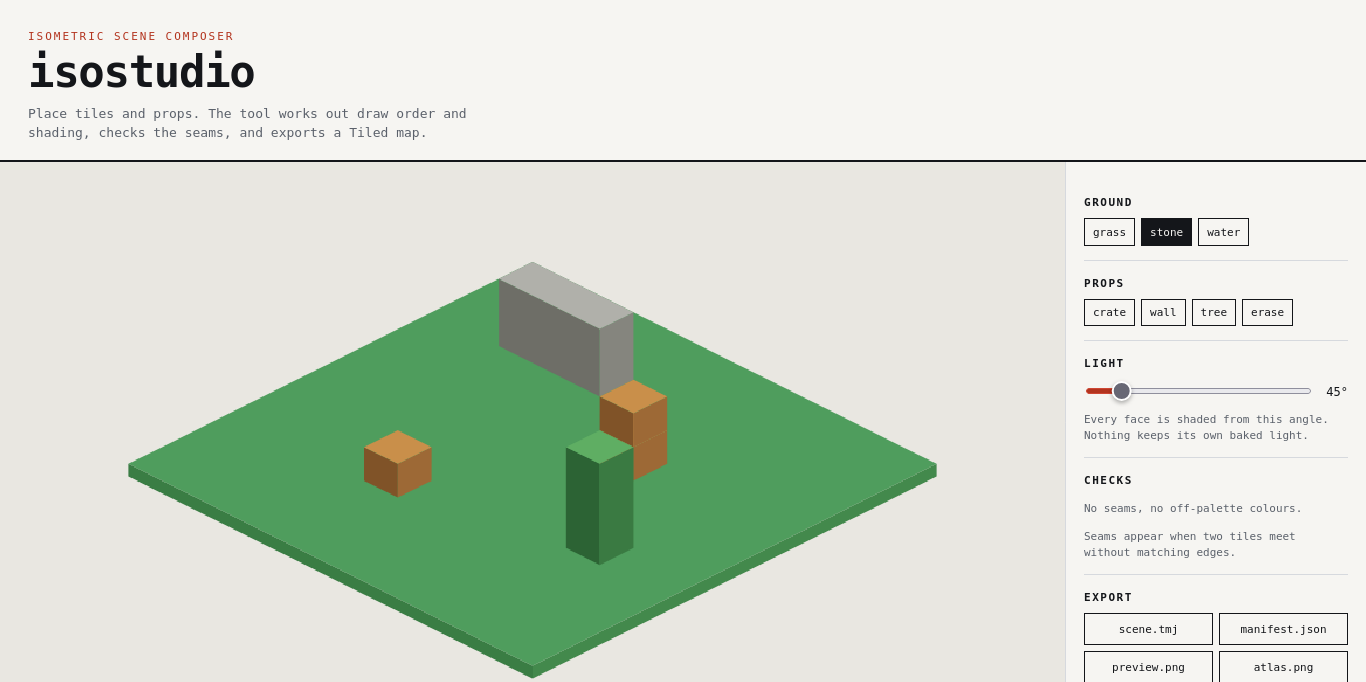 ISOMETRIC SCENE COMPOSER
isostudio
Place tiles and props. The tool works out draw order and
shading, checks the seams, and exports a Tiled map.
GROUND
grass stone water
PROPS
crate wall tree erase
LIGHT
45°
Every face is shaded from this angle.
Nothing keeps its own baked light.
CHECKS
No seams, no off-palette colours.
Seams appear when two tiles meet
without matching edges.
EXPORT
scene.tmj manifest.json
preview.png atlas.png